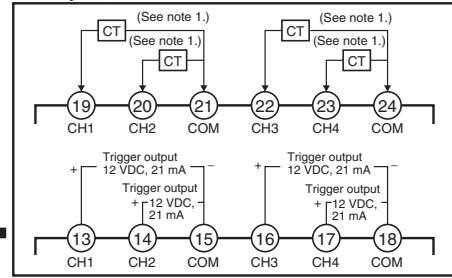 (See note 1.) (See note 1.)
CT CT
(See note 1.) (See note 1.)
CT CT
19 20 21 22 23 24
CH1 CH2 COM CH3 CH4 COM
Trigger output Trigger output
+ 12 VDC, 21 mA − + 12 VDC, 21 mA −
Trigger output Trigger output
+ 12 VDC, − + 12 VDC, −
21 mA 21 mA
13 14 15 16 17 18
CH1 CH2 COM CH3 CH4 COM